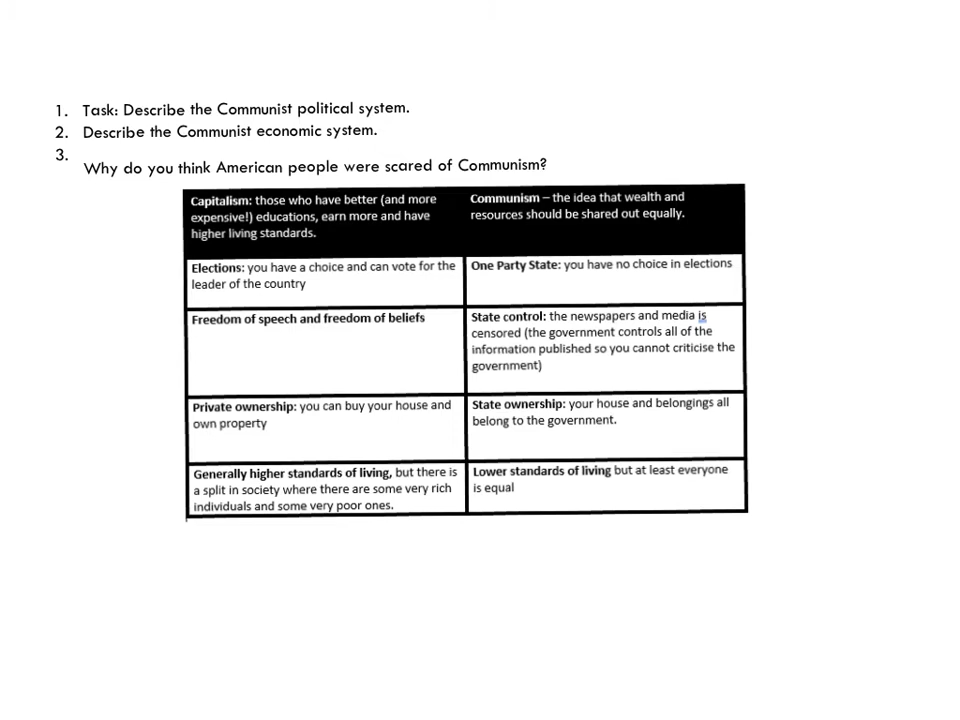 1. Task: Describe the Communist political system.
2. Describe the Communist economic system.
3. Why do you think American people were scared of Communism?
Capitalism: those who have better (and more
expensive!) educations, earn more and have
higher living standards.
Communism – the idea that wealth and
resources should be shared out equally.
Elections: you have a choice and can vote for the
leader of the country
One Party State: you have no choice in elections
Freedom of speech and freedom of beliefs
State control: the newspapers and media is
censored (the government controls all of the
information published so you cannot criticise the
government)
Private ownership: you can buy your house and
own property
State ownership: your house and belongings all
belong to the government.
Generally higher standards of living, but there is
a split in society where there are some very rich
individuals and some very poor ones.
Lower standards of living but at least everyone
is equal